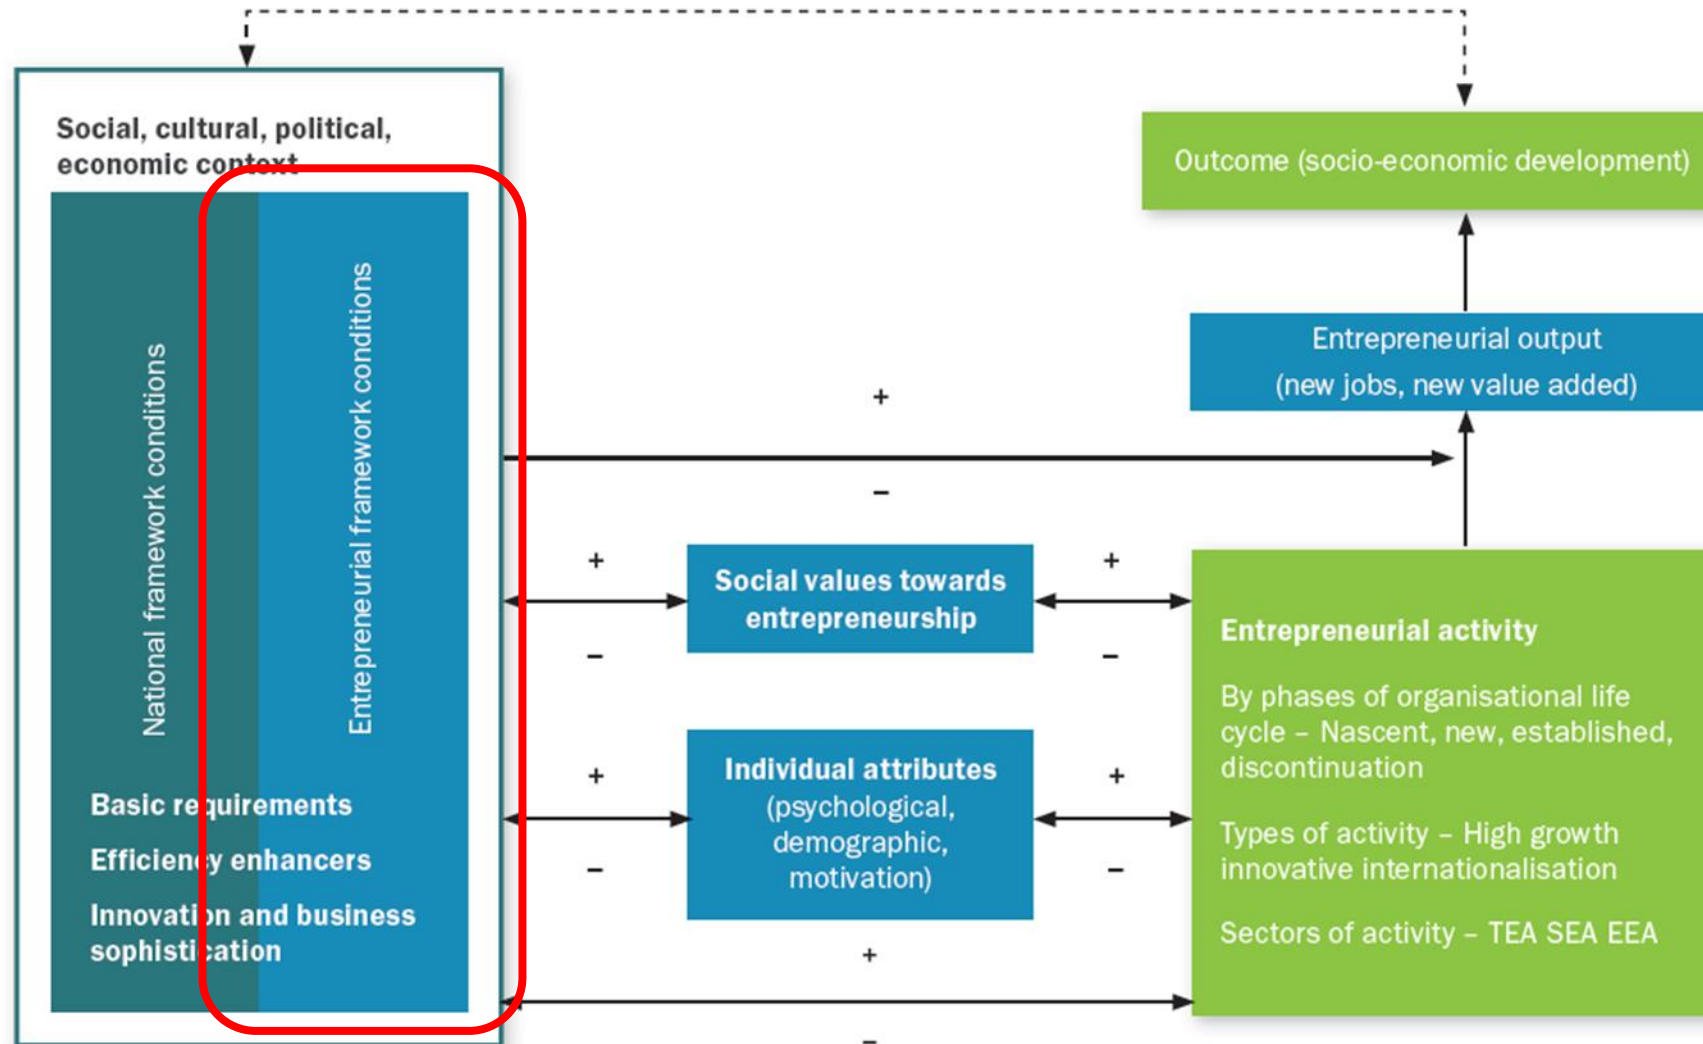 Social, cultural, political,
economic context
National framework conditions
Entrepreneurial framework conditions
Basic requirements
Efficiency enhancers
Innovation and business
sophistication
Outcome (socio-economic development)
Entrepreneurial output
(new jobs, new value added)
+
–
+
+
Social values towards
entrepreneurship
–
–
+
+
Individual attributes
(psychological,
demographic,
motivation)
–
–
+
–
Entrepreneurial activity
By phases of organisational life
cycle – Nascent, new, established,
discontinuation
Types of activity – High growth
innovative internationalisation
Sectors of activity – TEA SEA EEA